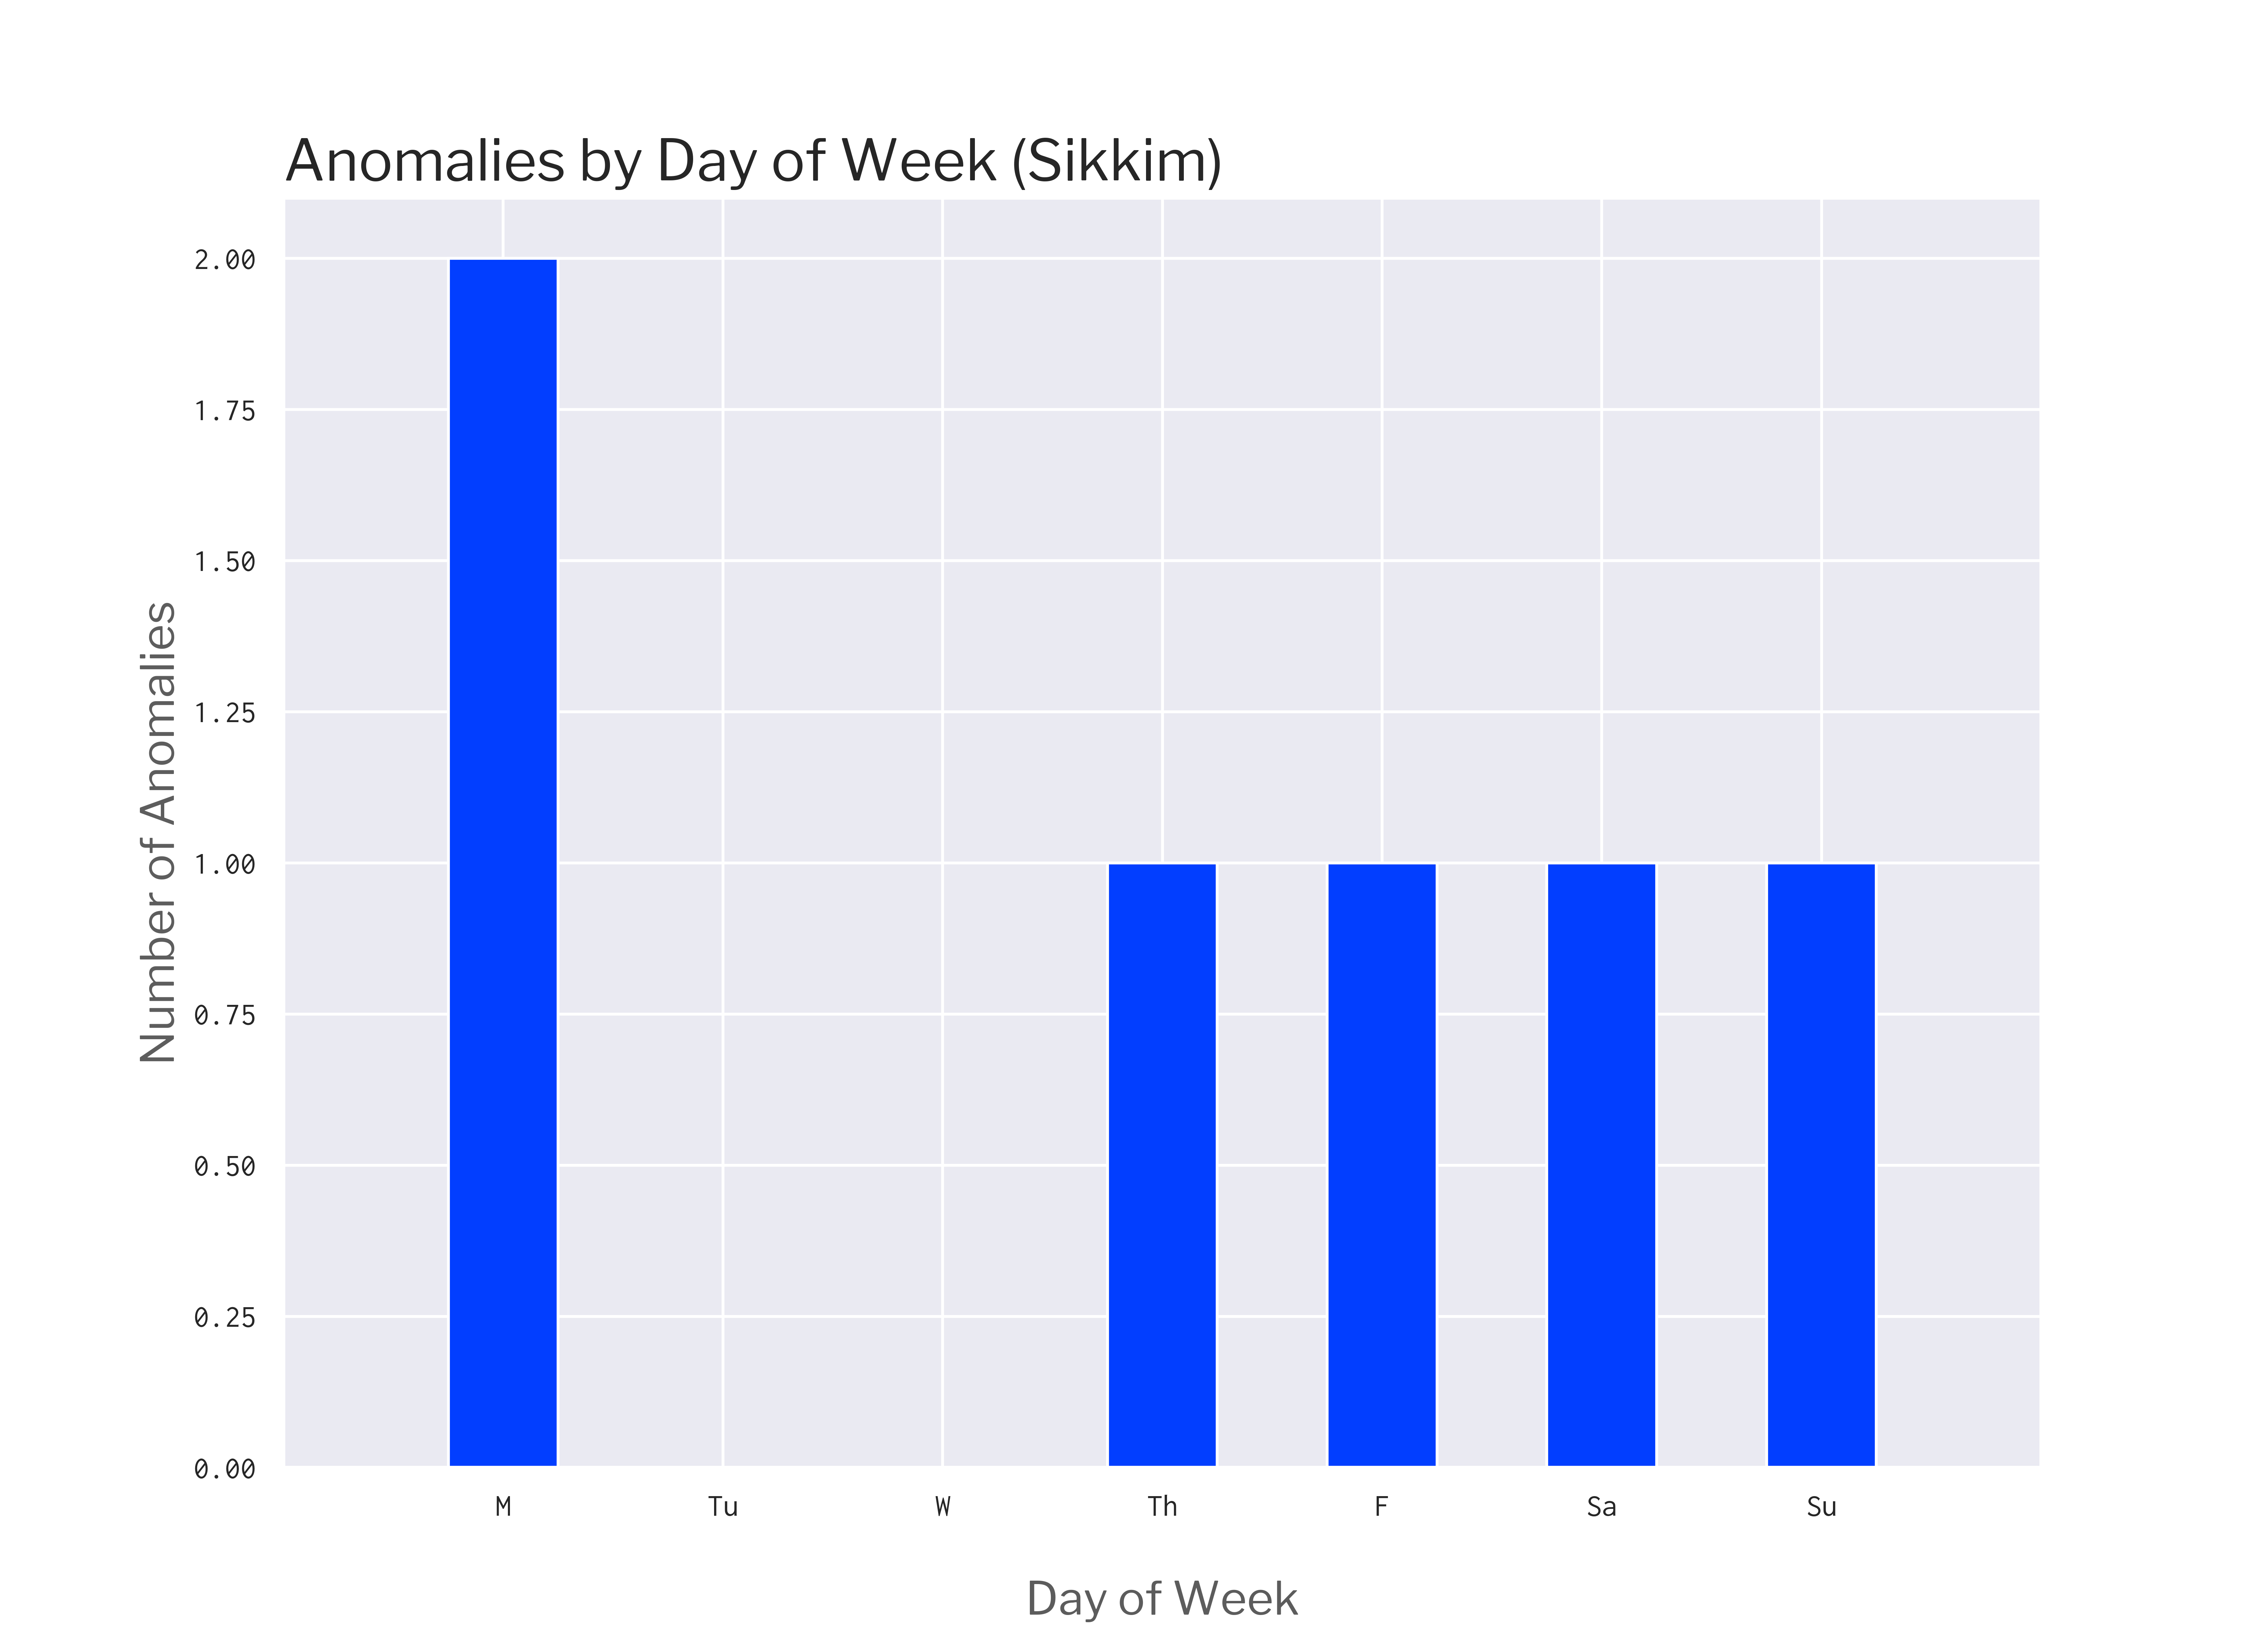 Anomalies by Day of Week (Sikkim)
2.00
1.75
1.50
1.25
1.00
0.75
0.50
0.25
0.00
Number of Anomalies
M Tu W Th F Sa Su
Day of Week